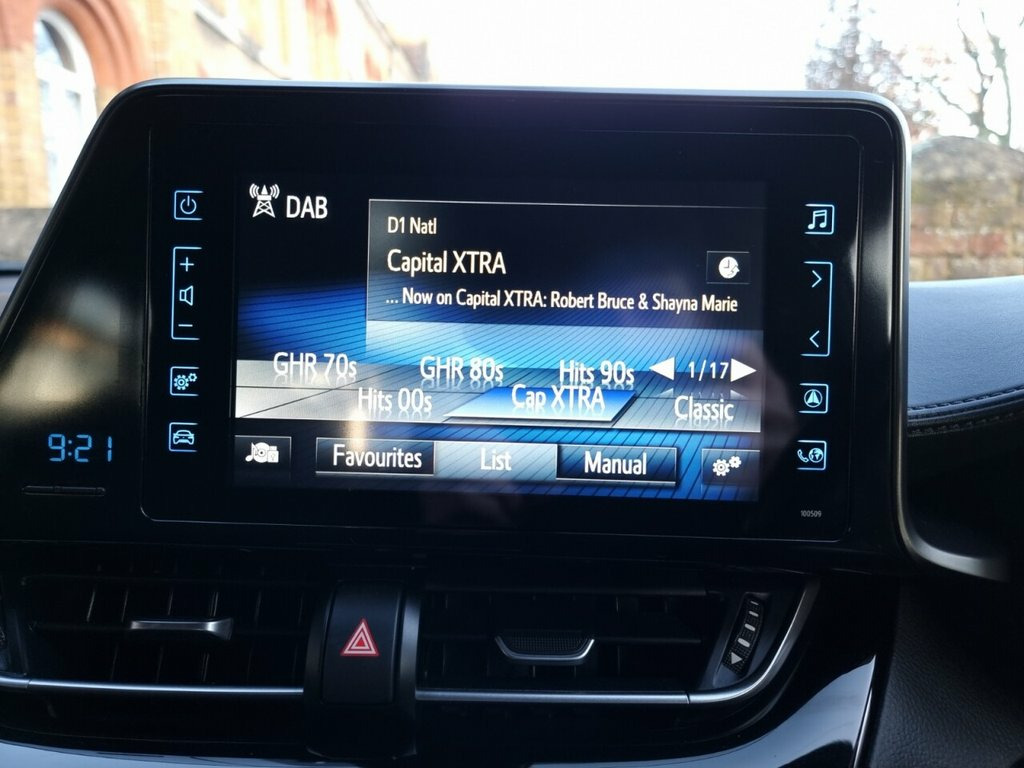 DAB
D1 Natl
Capital XTRA
... Now on Capital XTRA: Robert Bruce & Shayna Marie
GHR 70s GHR 80s Hits 90s 1/17
Hits 00s Cap XTRA Classic
Favourites List Manual
9:21
100509